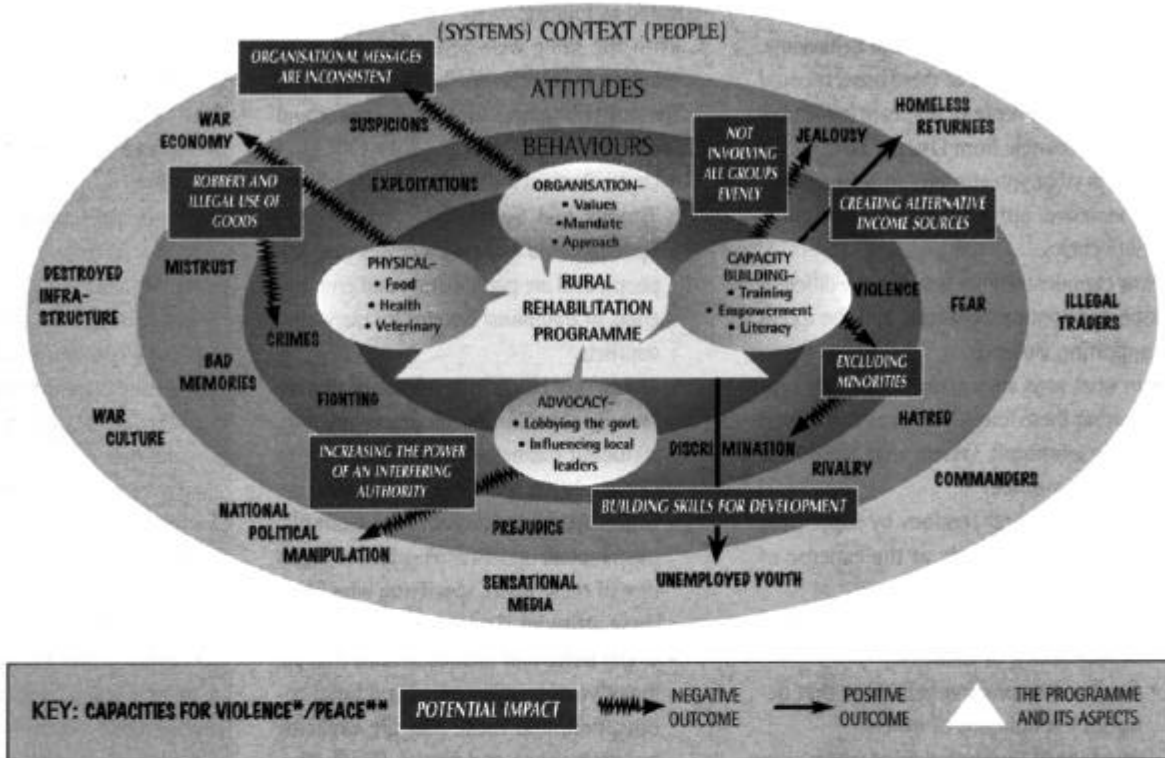 (SYSTEMS) CONTEXT (PEOPLE)
ORGANISATIONAL MESSAGES
ARE INCONSISTENT
ATTITUDES
HOMELESS
RETURNEES
WAR
ECONOMY
SUSPICIONS
NOT
INVOLVING
ALL GROUPS
EVENLY
JEALOUSY
BEHAVIOURS
EXPLOITATIONS
ORGANISATION–
• Values
•Mandate
• Approach
ROBBERY AND
ILLEGAL USE OF
GOODS
CREATING ALTERNATIVE
INCOME SOURCES
MISTRUST
PHYSICAL–
• Food
• Health
• Veterinary
RURAL
REHABILITATION
PROGRAMME
CAPACITY
BUILDING–
• Training
• Empowerment
• Literacy
VIOLENCE
FEAR
ILLEGAL
TRADERS
DESTROYED
INFRA-
STRUCTURE
CRIMES
BAD
MEMORIES
EXCLUDING
MINORITIES
FIGHTING
ADVOCACY–
• Lobbying the govt.
• Influencing local
leaders
HATRED
WAR
CULTURE
INCREASING THE POWER
OF AN INTERFERING
AUTHORITY
DISCRIMINATION
RIVALRY
COMMANDERS
NATIONAL
POLITICAL
MANIPULATION
PREJUDICE
BUILDING SKILLS FOR DEVELOPMENT
SENSATIONAL
MEDIA
UNEMPLOYED YOUTH
KEY: CAPACITIES FOR VIOLENCE*/PEACE**
POTENTIAL IMPACT
NEGATIVE
OUTCOME
POSITIVE
OUTCOME
THE PROGRAMME
AND ITS ASPECTS